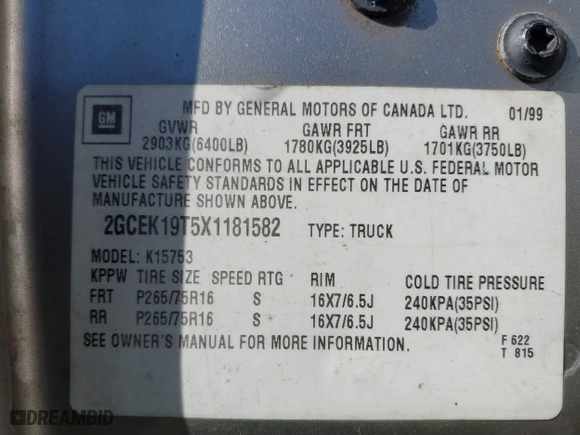 GM
MFD BY GENERAL MOTORS OF CANADA LTD. 01/99
GVWR GAWR FRT GAWR RR
2903KG(6400LB) 1780KG(3925LB) 1701KG(3750LB)
THIS VEHICLE CONFORMS TO ALL APPLICABLE U.S. FEDERAL MOTOR
VEHICLE SAFETY STANDARDS IN EFFECT ON THE DATE OF
MANUFACTURE SHOWN ABOVE.
2GCEK19T5X1181582 TYPE: TRUCK
MODEL: K15753
KPPW TIRE SIZE SPEED RTG RIM COLD TIRE PRESSURE
FRT P265/75R16 S 16X7/6.5J 240KPA(35PSI)
RR P265/75R16 S 16X7/6.5J 240KPA(35PSI)
SEE OWNER'S MANUAL FOR MORE INFORMATION. F 622
T 815
DREAMBID